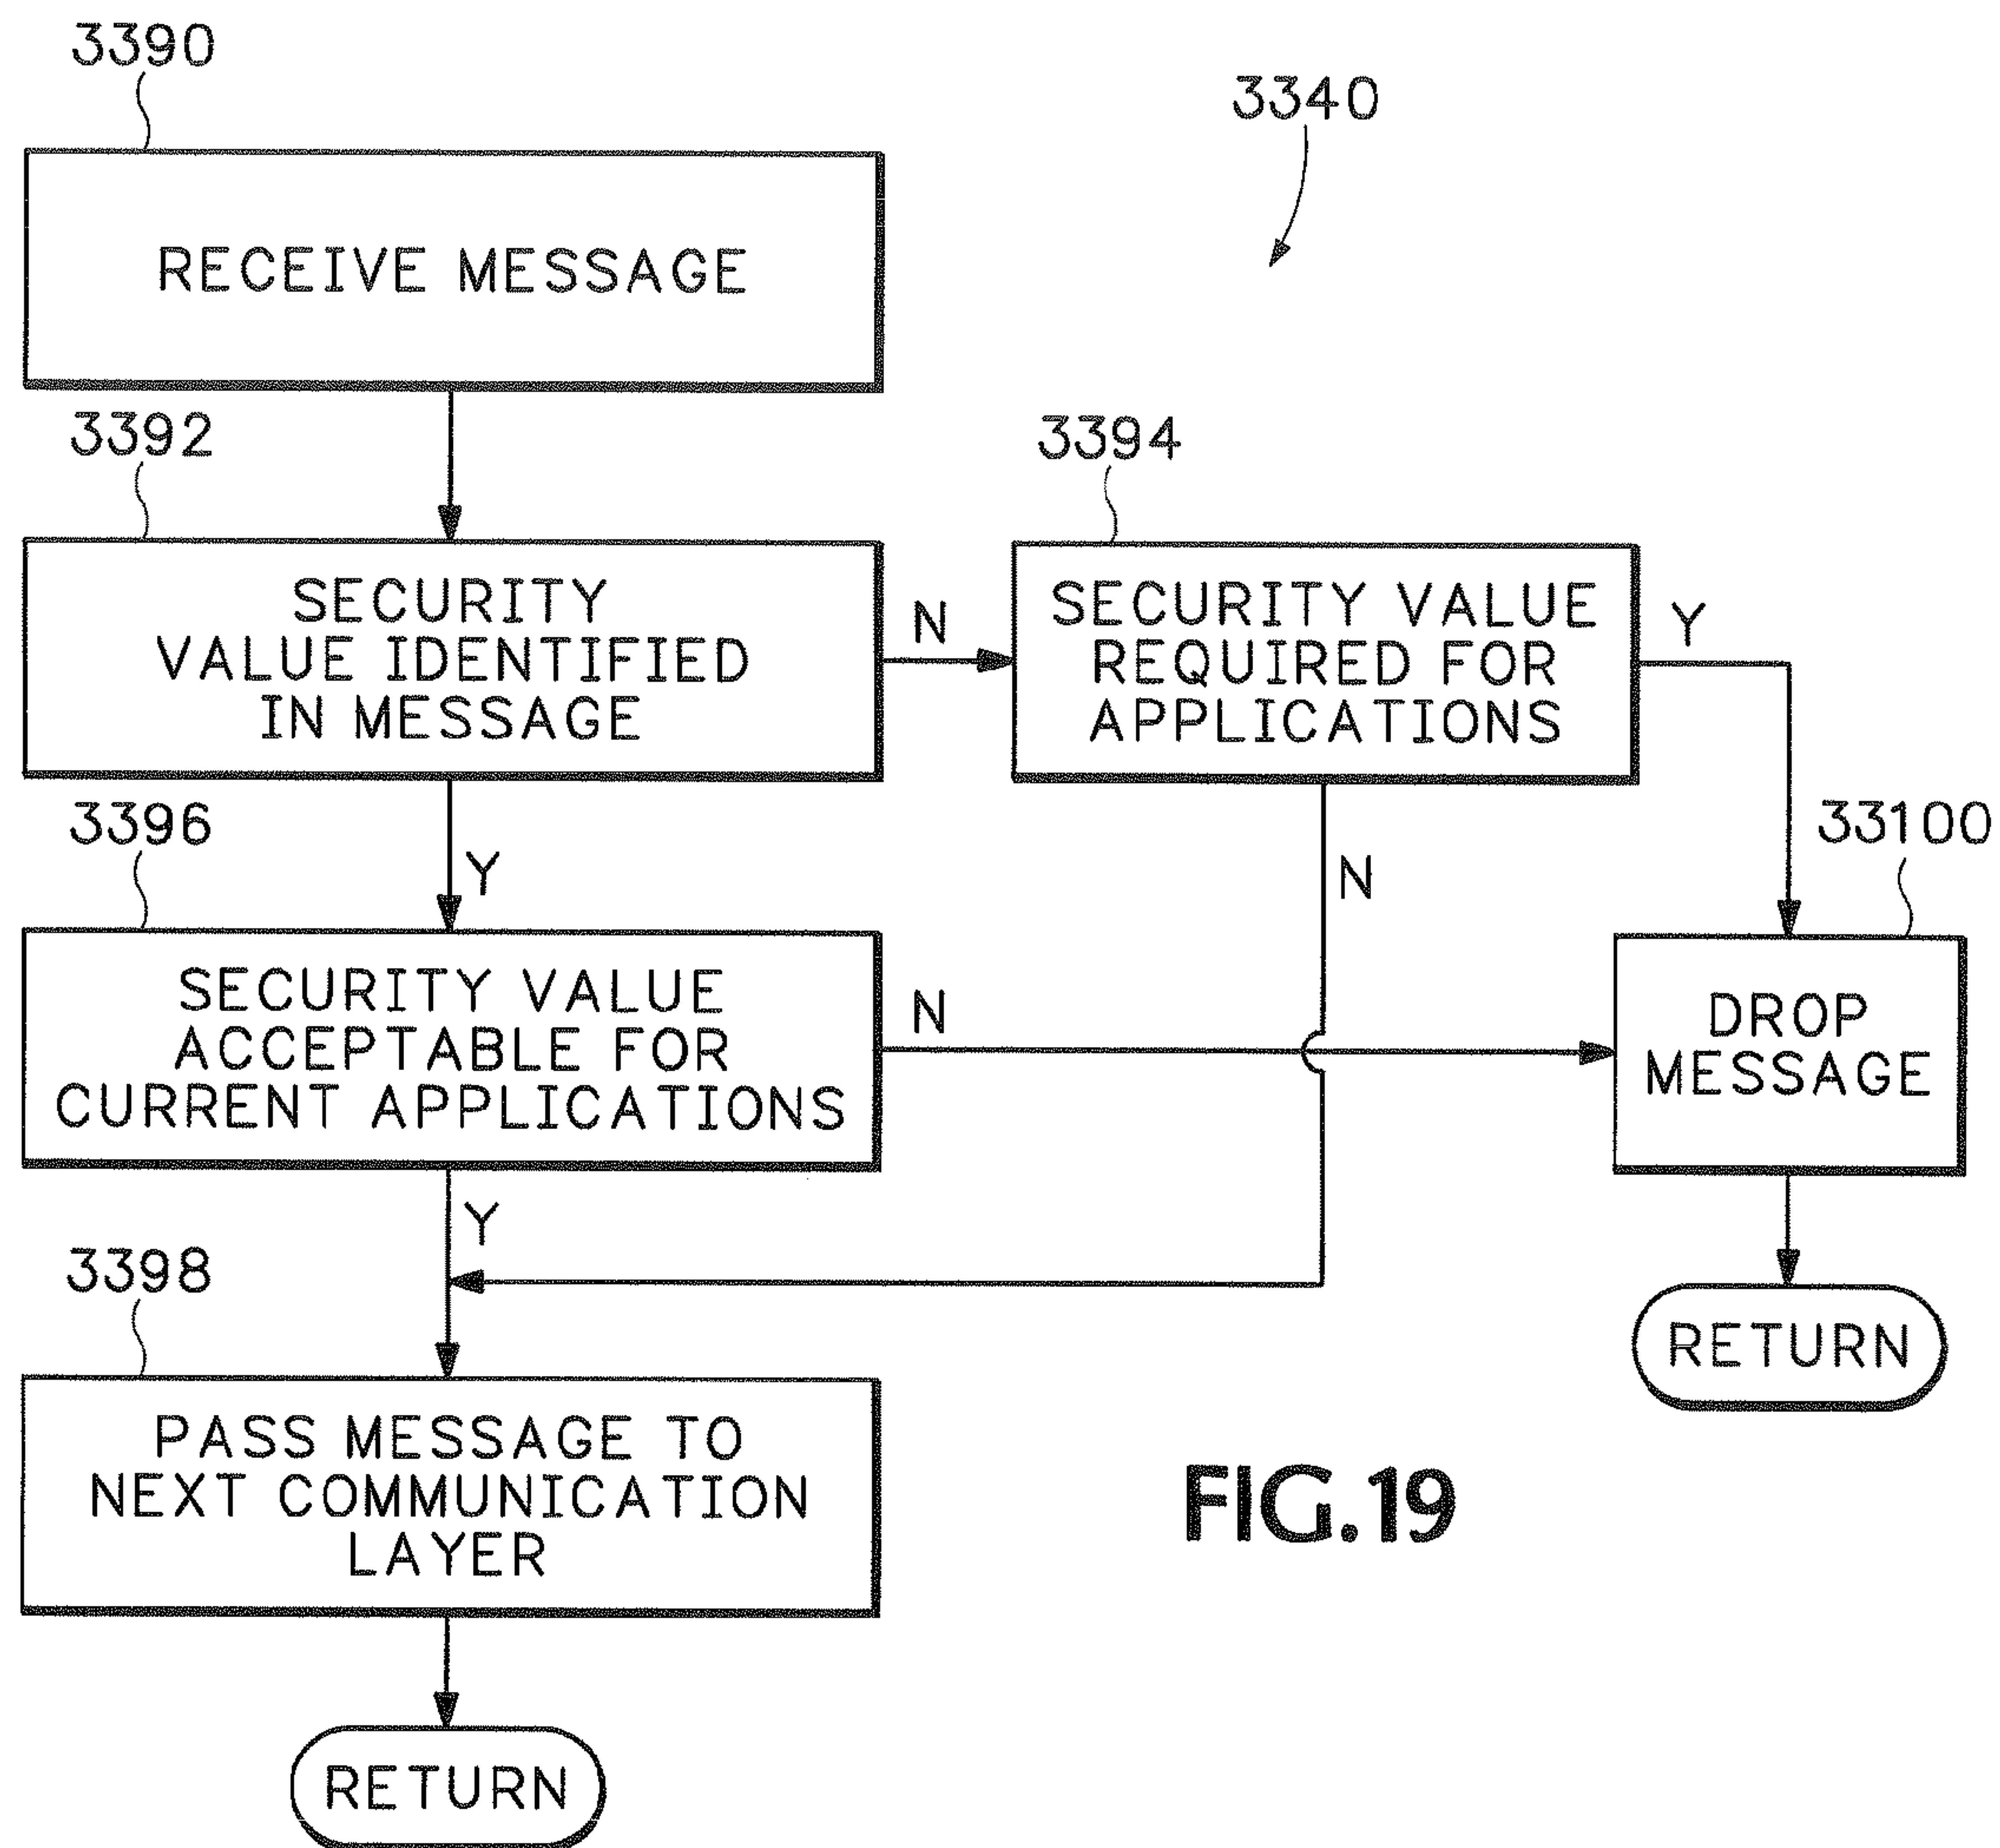 3390
3340
RECEIVE MESSAGE
3392
3394
SECURITY
VALUE IDENTIFIED
IN MESSAGE
N
SECURITY VALUE
REQUIRED FOR
APPLICATIONS
Y
3396
Y
N
33100
SECURITY VALUE
ACCEPTABLE FOR
CURRENT APPLICATIONS
N
DROP
MESSAGE
Y
3398
RETURN
PASS MESSAGE TO
NEXT COMMUNICATION
LAYER
FIG.19
RETURN